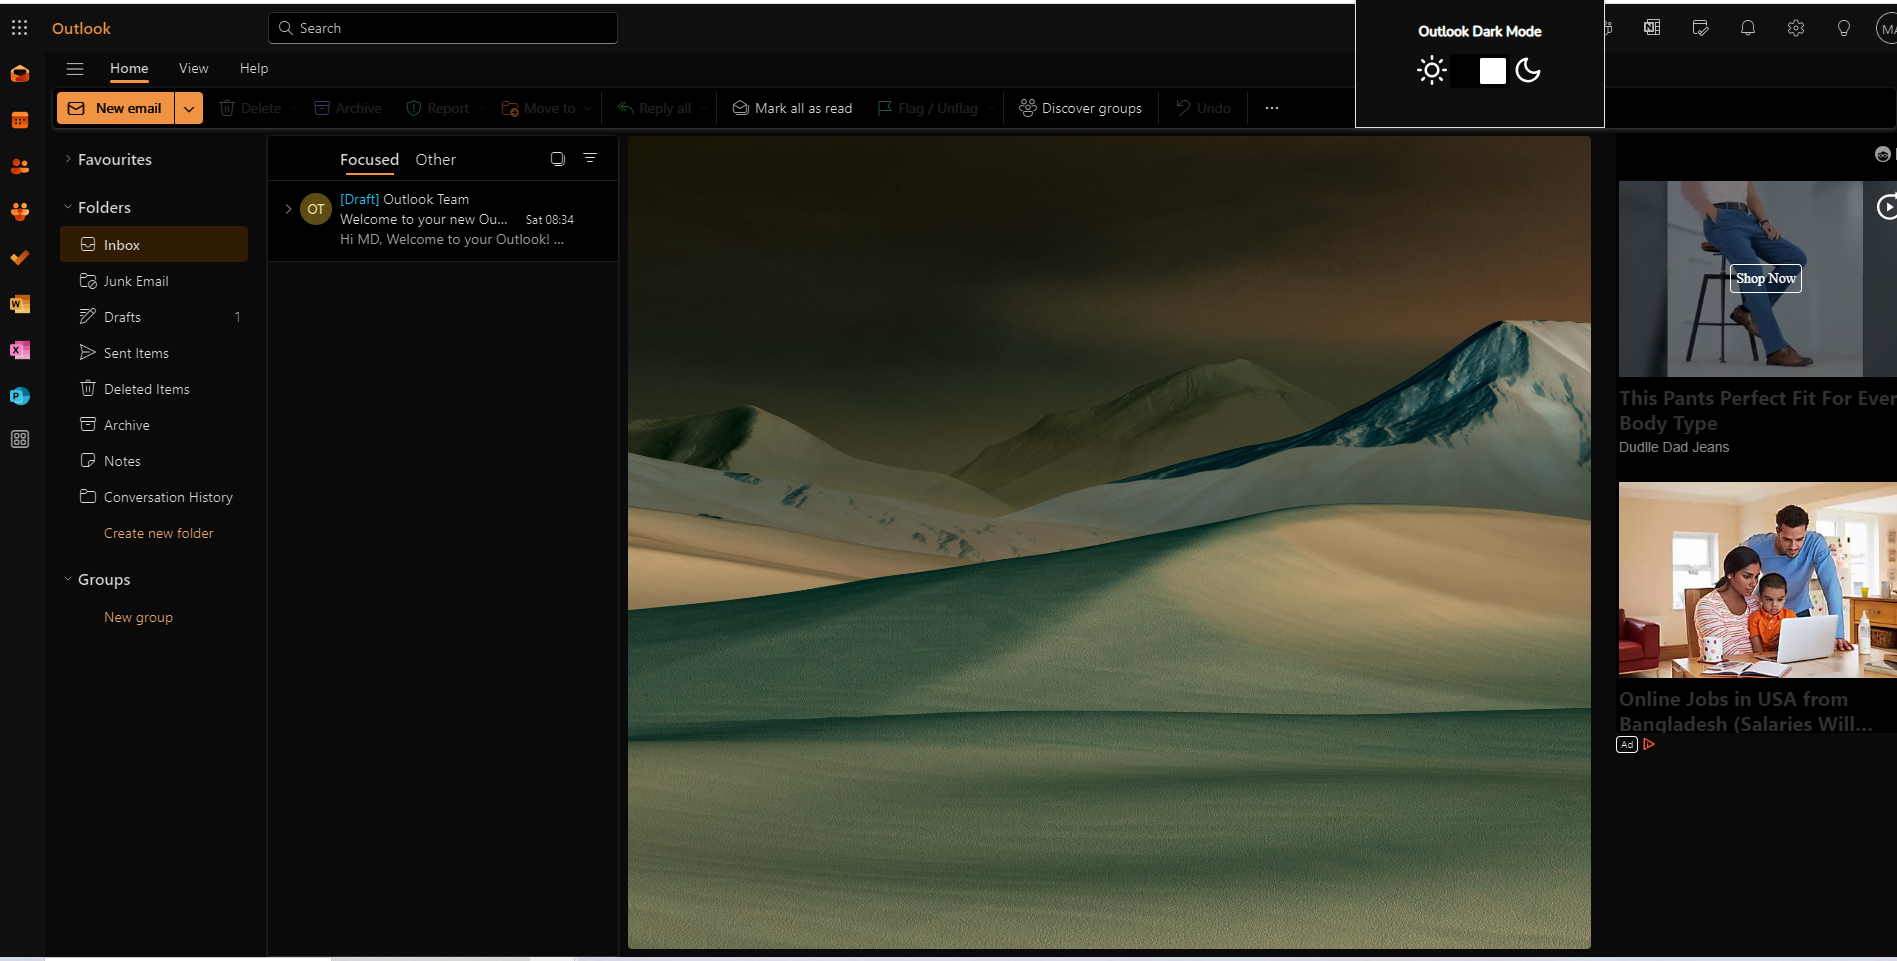 Outlook
Search
Outlook Dark Mode
Home
View
Help
New email
Delete
Archive
Report
Move to
Reply all
Mark all as read
Flag / Unflag
Discover groups
Undo
Favourites
Folders
Inbox
Junk Email
Drafts 1
Sent Items
Deleted Items
Archive
Notes
Conversation History
Create new folder
Groups
New group
Focused
Other
OT
[Draft] Outlook Team
Welcome to your new Ou... Sat 08:34
Hi MD, Welcome to your Outlook! ...
Shop Now
This Pants Perfect Fit For Ever
Body Type
Dudlle Dad Jeans
Online Jobs in USA from
Bangladesh (Salaries Will...
Ad